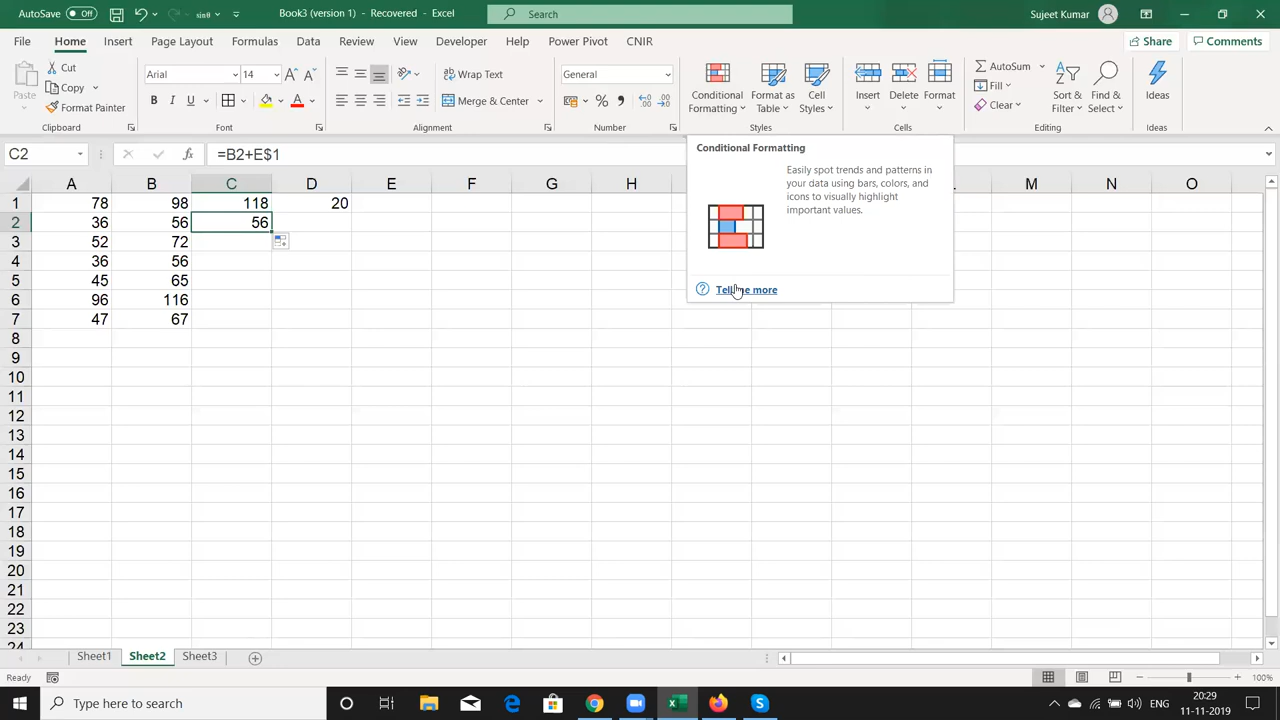 AutoSave Off Book3 (version 1) - Recovered - Excel Search Sujeet Kumar
File Home Insert Page Layout Formulas Data Review View Developer Help Power Pivot CNIR Share Comments
Paste Cut Copy Format Painter
Clipboard
Arial 14
B I U
Font
Wrap Text
Merge & Center
Alignment
General
Number
Conditional Formatting
Format as Table
Cell Styles
Styles
Insert Delete Format
Cells
AutoSum
Fill
Clear
Sort & Filter
Find & Select
Editing
Ideas
Ideas
C2 fx =B2+E$1
Conditional Formatting
Easily spot trends and patterns in
your data using bars, colors, and
icons to visually highlight
important values.
Tell me more
A B C D E F G H L M N O
1 78 98 118 20
2 36 56 56
3 52 72
4 36 56
5 45 65
6 96 116
7 47 67
8
9
10
11
12
13
14
15
16
17
18
19
20
21
22
23
24
Sheet1 Sheet2 Sheet3
Ready 100%
Type here to search ENG 20:29
11-11-2019